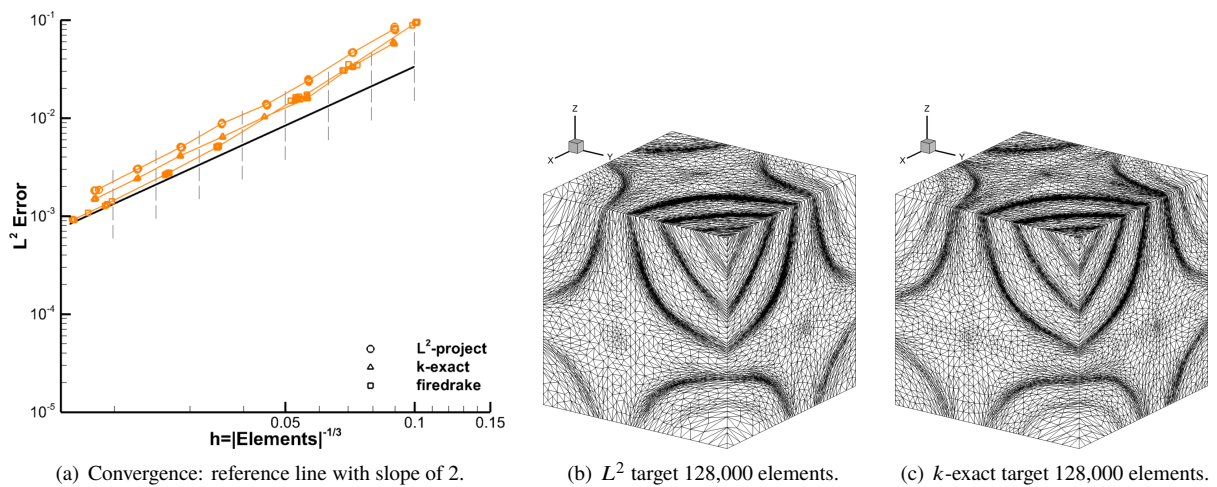 10^-1
10^-2
10^-3
10^-4
10^-5
L^2 Error
0.05
0.1
0.15
h=|Elements|^-1/3
L^2-project
k-exact
firedrake
(a) Convergence: reference line with slope of 2.
Z
X
Y
(b) L^2 target 128,000 elements.
Z
X
Y
(c) k-exact target 128,000 elements.